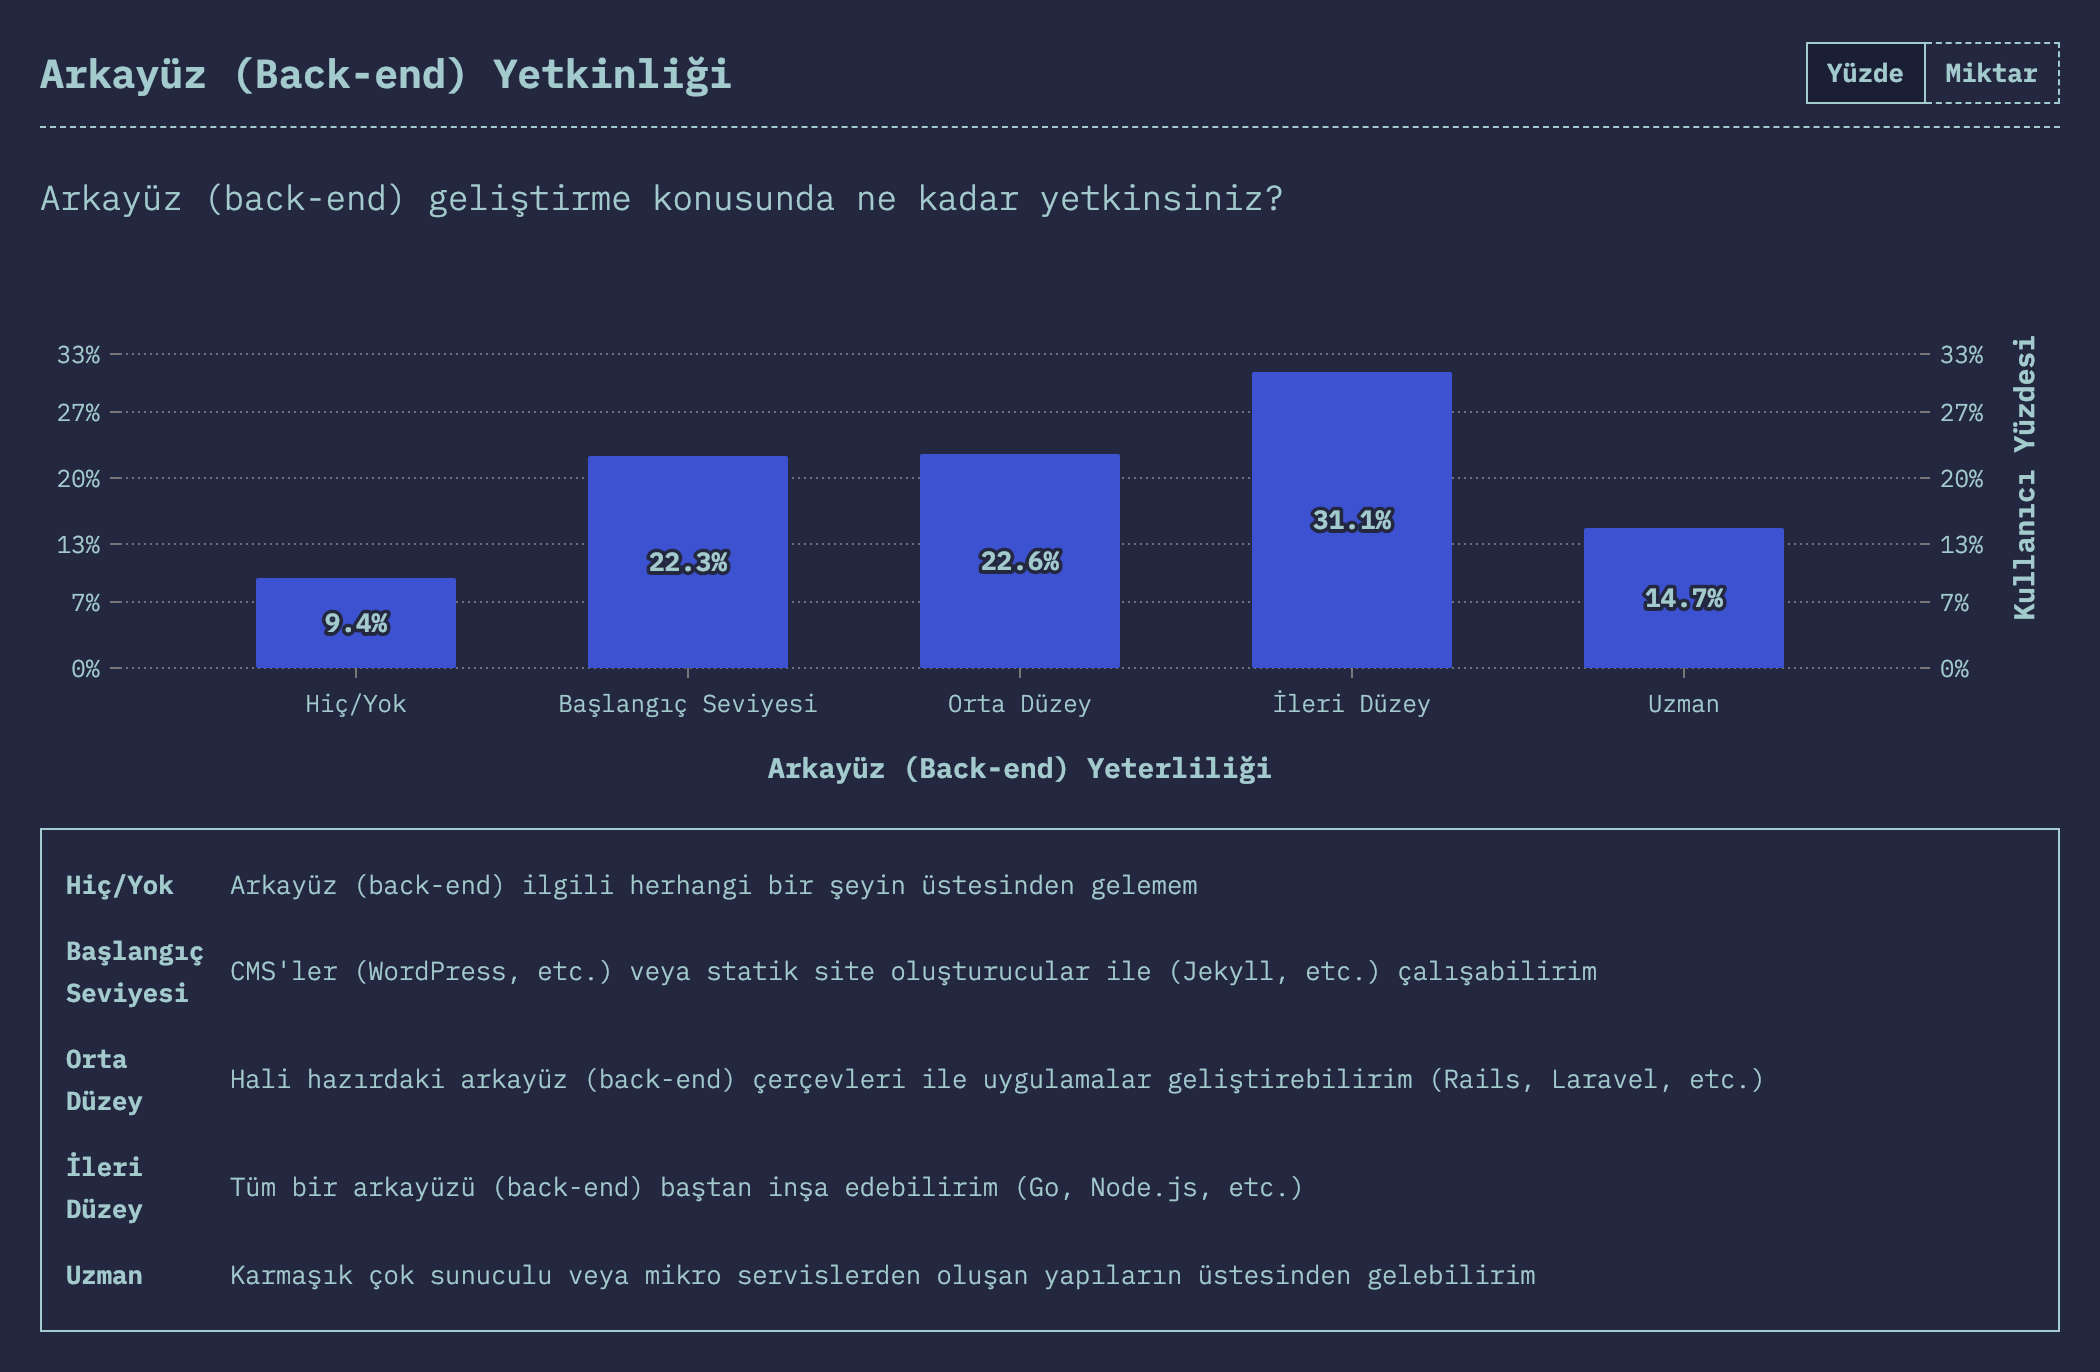 Arkayüz (Back-end) Yetkinliği
Yüzde Miktar
Arkayüz (back-end) geliştirme konusunda ne kadar yetkinsiniz?
33% 33%
27% 27%
20% 20%
13% 13%
7% 7%
0% 0%
Kullanıcı Yüzdesi
9.4% 22.3% 22.6% 31.1% 14.7%
Hiç/Yok Başlangıç Seviyesi Orta Düzey İleri Düzey Uzman
Arkayüz (Back-end) Yeterliliği
Hiç/Yok Arkayüz (back-end) ilgili herhangi bir şeyin üstesinden gelemem
Başlangıç
Seviyesi
CMS'ler (WordPress, etc.) veya statik site oluşturucular ile (Jekyll, etc.) çalışabilirim
Orta
Düzey
Hali hazırdaki arkayüz (back-end) çerçevleri ile uygulamalar geliştirebilirim (Rails, Laravel, etc.)
İleri
Düzey
Tüm bir arkayüzü (back-end) baştan inşa edebilirim (Go, Node.js, etc.)
Uzman Karmaşık çok sunuculu veya mikro servislerden oluşan yapıların üstesinden gelebilirim